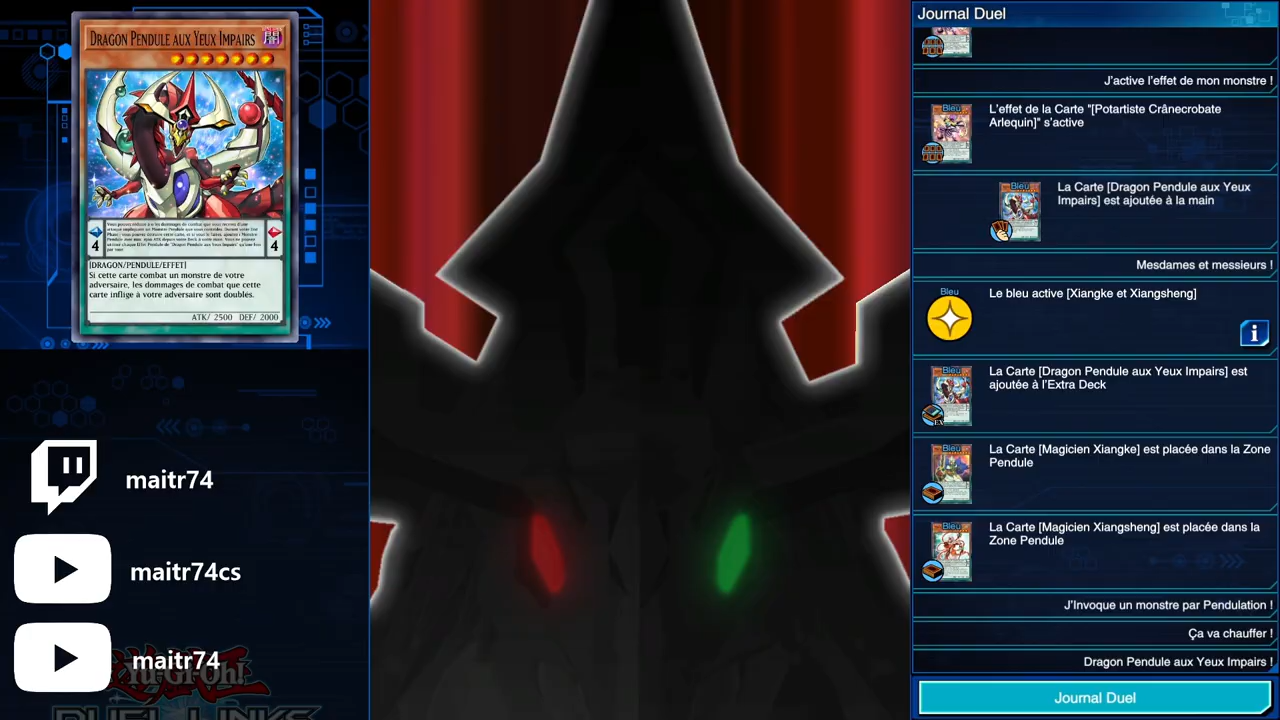 DRAGON PENDULE AUX YEUX IMPAIRS
4
4
[DRAGON/PENDULE/EFFET]
Si cette carte combat un monstre de votre
adversaire, les dommages de combat que cette
carte inflige à votre adversaire sont doublés.
ATK/ 2500 DEF/ 2000
maitr74
maitr74cs
maitr74
Yu-Gi-Oh!
DUEL LINKS
Journal Duel
J'active l'effet de mon monstre !
Bleu
L'effet de la Carte "[Potartiste Crânecrobate
Arlequin]" s'active
Bleu
La Carte [Dragon Pendule aux Yeux
Impairs] est ajoutée à la main
Mesdames et messieurs !
Bleu
Le bleu active [Xiangke et Xiangsheng]
i
Bleu
La Carte [Dragon Pendule aux Yeux Impairs] est
ajoutée à l'Extra Deck
EX
Bleu
La Carte [Magicien Xiangke] est placée dans la Zone
Pendule
Bleu
La Carte [Magicien Xiangsheng] est placée dans la
Zone Pendule
J'Invoque un monstre par Pendulation !
Ça va chauffer !
Dragon Pendule aux Yeux Impairs !
Journal Duel